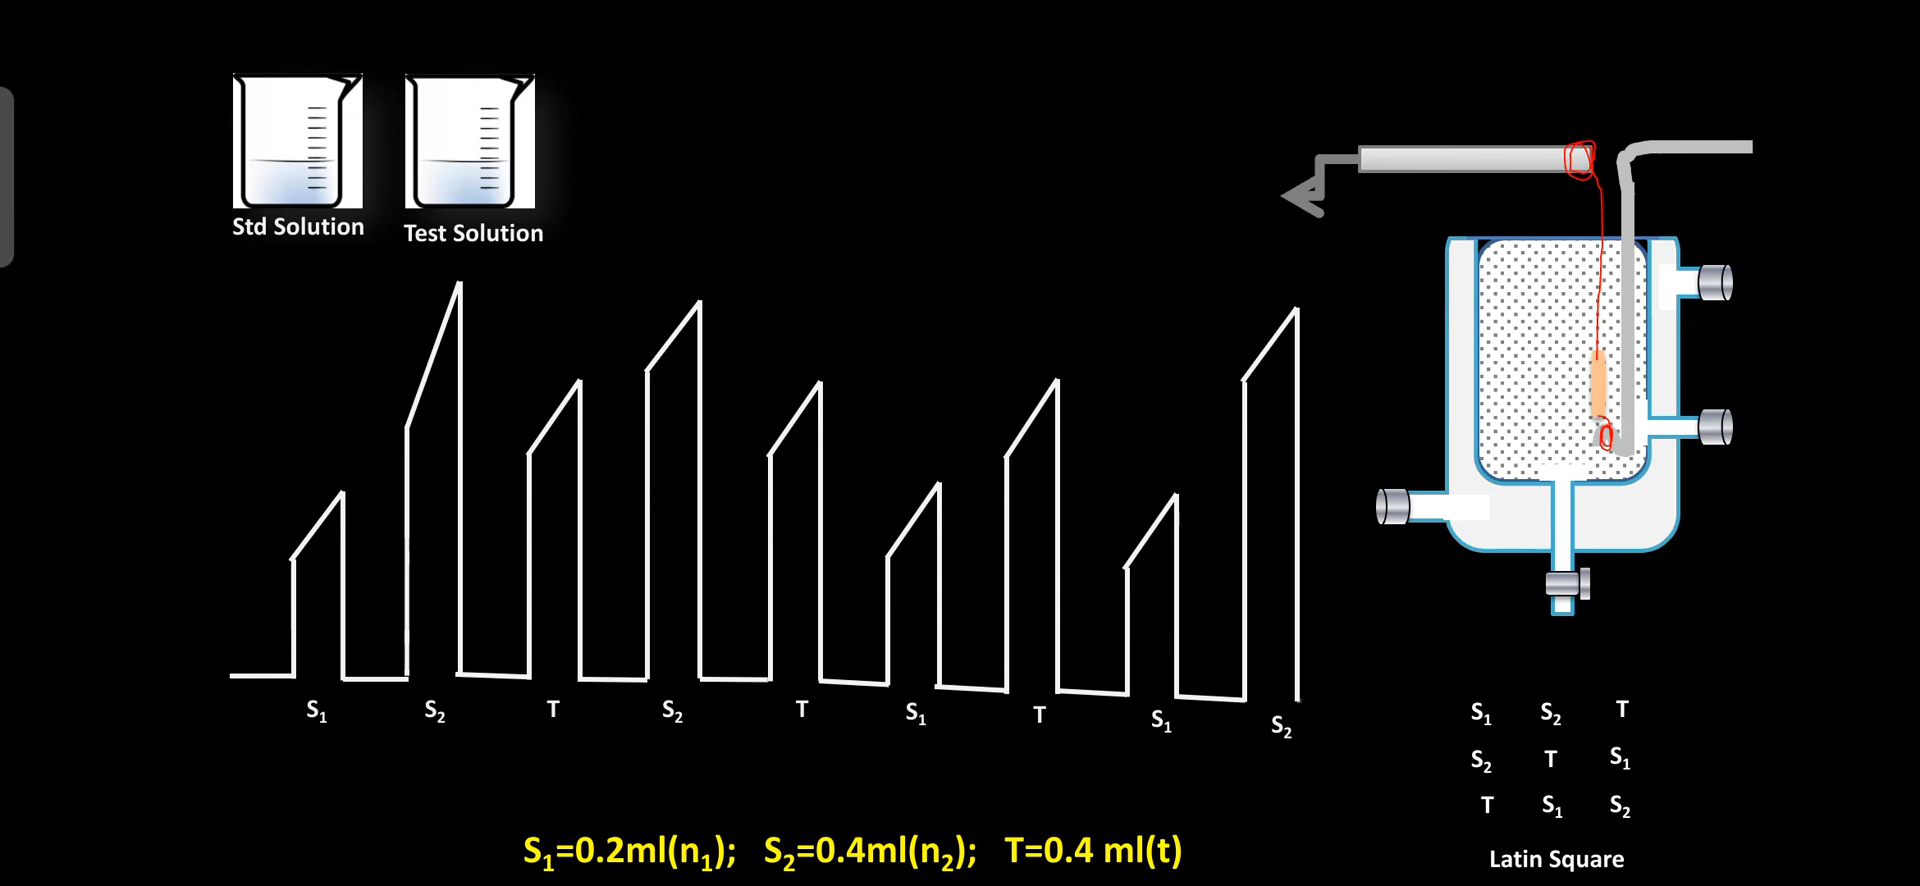 Std Solution
Test Solution
S₁ S₂ T S₂ T S₁ T S₁ S₂
S₁ S₂ T
S₂ T S₁
T S₁ S₂
S₁=0.2ml(n₁); S₂=0.4ml(n₂); T=0.4 ml(t)
Latin Square